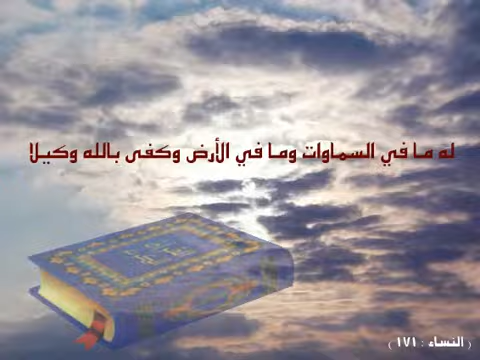 له ما في السماوات وما في الأرض وكفى بالله وكيلا
( النساء : ١٧١ )